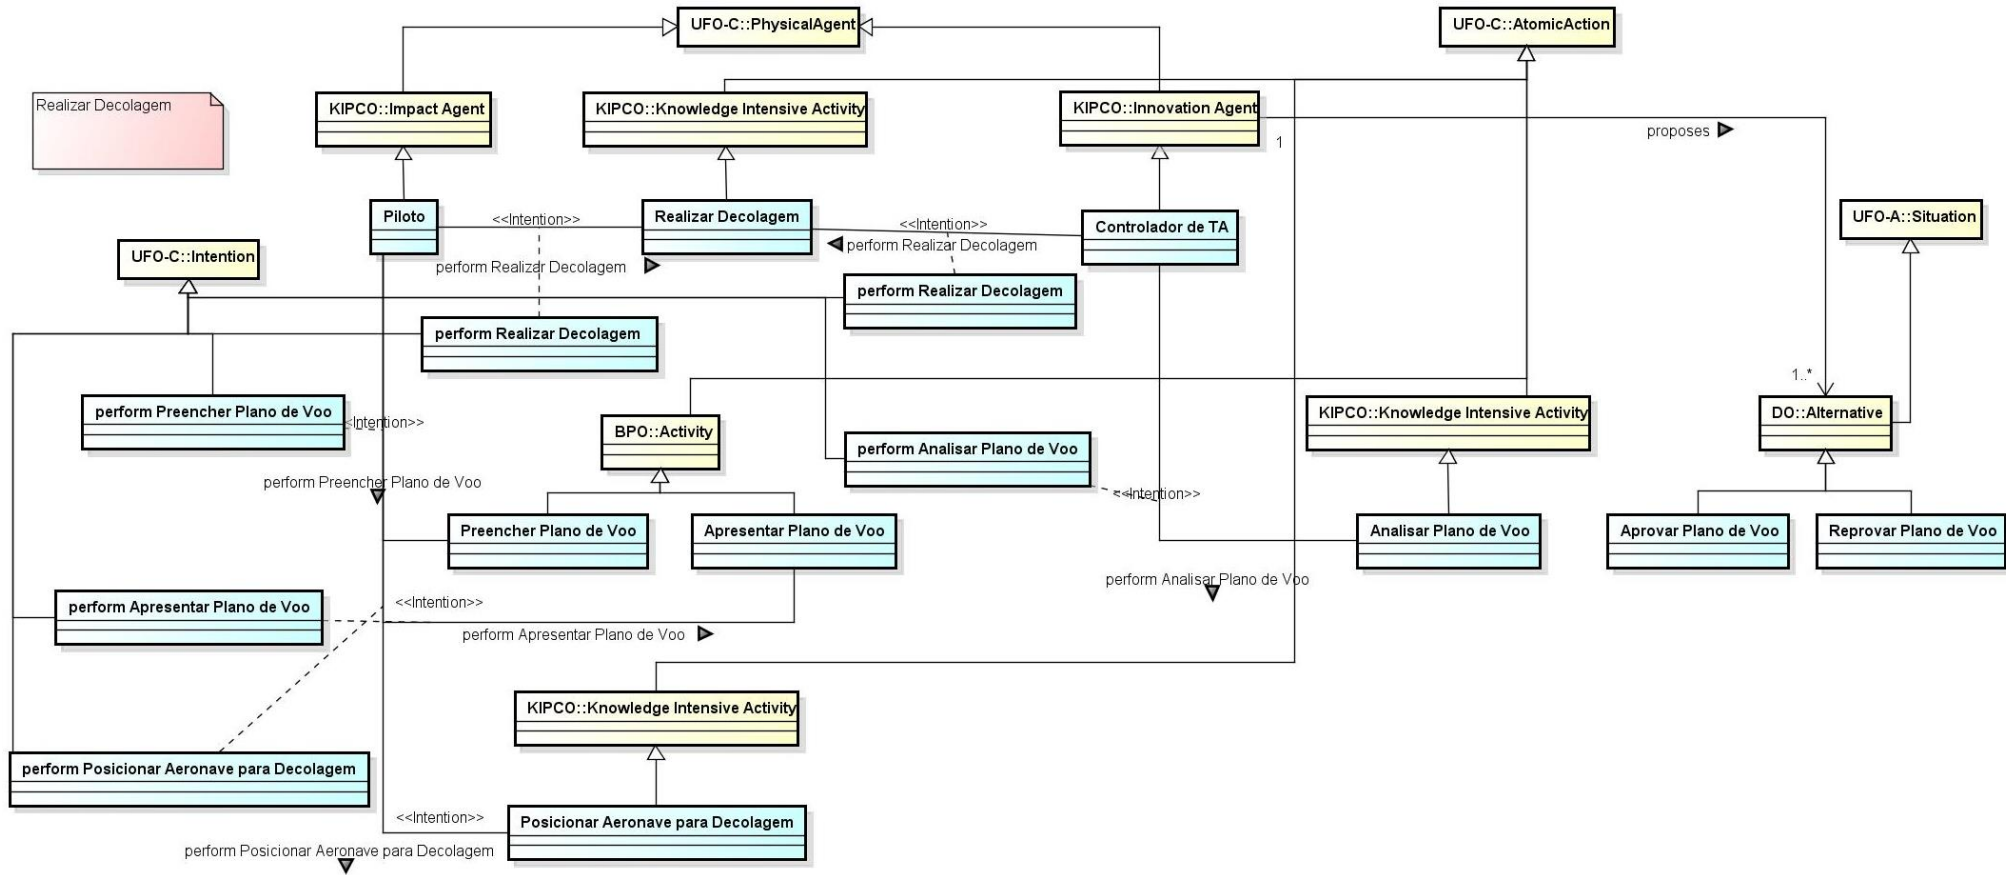 UFO-C::PhysicalAgent
UFO-C::AtomicAction
Realizar Decolagem
KIPCO::Impact Agent
KIPCO::Knowledge Intensive Activity
KIPCO::Innovation Agent
proposes
1
Piloto
<<Intention>>
Realizar Decolagem
<<Intention>>
Controlador de TA
UFO-A::Situation
perform Realizar Decolagem
UFO-C::Intention
perform Realizar Decolagem
perform Realizar Decolagem
perform Realizar Decolagem
1..*
perform Preencher Plano de Voo
<Intention>>
KIPCO::Knowledge Intensive Activity
DO::Alternative
BPO::Activity
perform Analisar Plano de Voo
perform Preencher Plano de Voo
<<Intention>>
Preencher Plano de Voo
Apresentar Plano de Voo
Analisar Plano de Voo
Aprovar Plano de Voo
Reprovar Plano de Voo
perform Analisar Plano de Voo
perform Apresentar Plano de Voo
<<Intention>>
perform Apresentar Plano de Voo
KIPCO::Knowledge Intensive Activity
perform Posicionar Aeronave para Decolagem
<<Intention>>
Posicionar Aeronave para Decolagem
perform Posicionar Aeronave para Decolagem